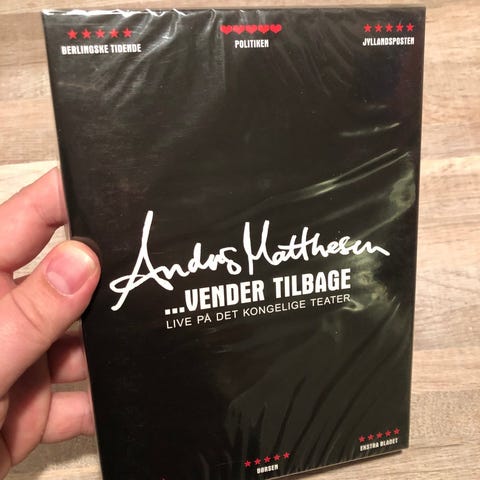 BERLINGSKE TIDENDE
POLITIKEN
JYLLANDSPOSTEN
Anders Matthesen
...VENDER TILBAGE
LIVE PÅ DET KONGELIGE TEATER
BØRSEN
EKSTRA BLADET